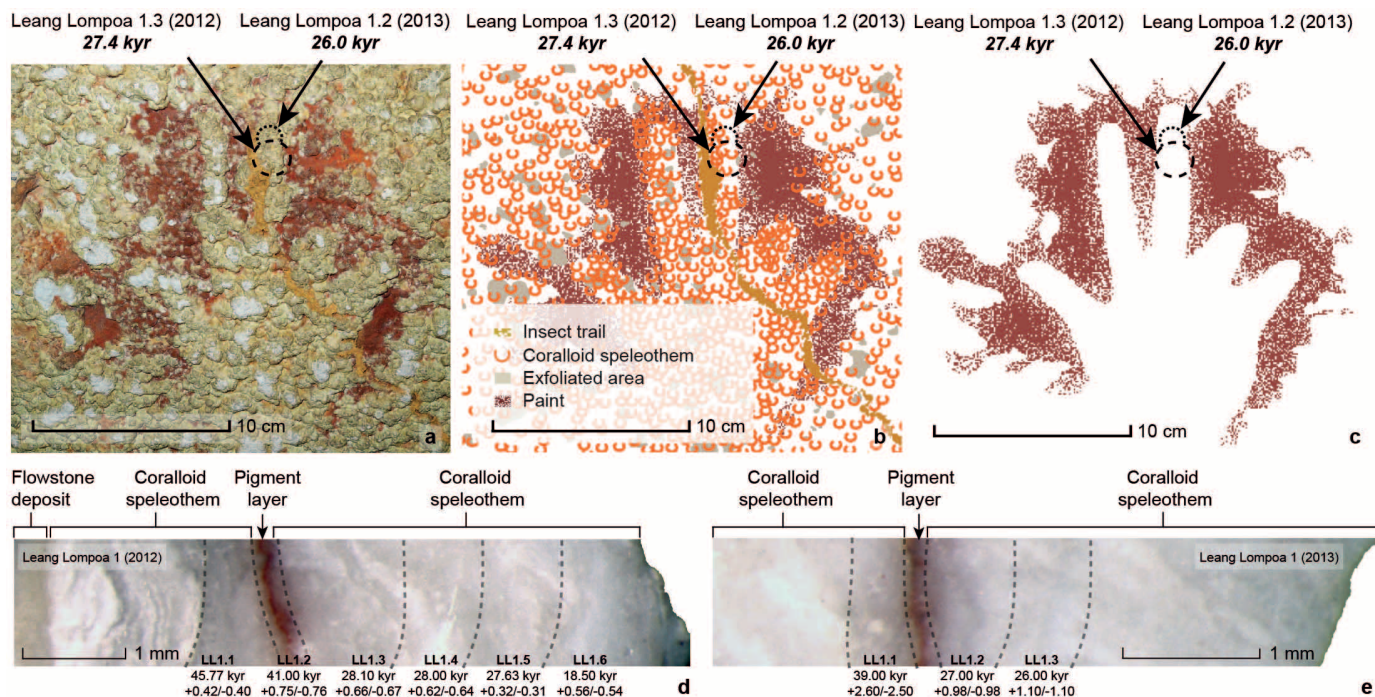 Leang Lompoa 1.3 (2012)
27.4 kyr
Leang Lompoa 1.2 (2013)
26.0 kyr
10 cm
a
Leang Lompoa 1.3 (2012)
27.4 kyr
Leang Lompoa 1.2 (2013)
26.0 kyr
Insect trail
Coralloid speleothem
Exfoliated area
Paint
10 cm
b
Leang Lompoa 1.3 (2012)
27.4 kyr
Leang Lompoa 1.2 (2013)
26.0 kyr
10 cm
c
Flowstone
deposit
Coralloid
speleothem
Pigment
layer
Coralloid
speleothem
Leang Lompoa 1 (2012)
1 mm
LL1.1
45.77 kyr
+0.42/-0.40
LL1.2
41.00 kyr
+0.75/-0.76
LL1.3
28.10 kyr
+0.66/-0.67
LL1.4
28.00 kyr
+0.62/-0.64
LL1.5
27.63 kyr
+0.32/-0.31
LL1.6
18.50 kyr
+0.56/-0.54
d
Coralloid
speleothem
Pigment
layer
Coralloid
speleothem
Leang Lompoa 1 (2013)
LL1.1
39.00 kyr
+2.60/-2.50
LL1.2
27.00 kyr
+0.98/-0.98
LL1.3
26.00 kyr
+1.10/-1.10
1 mm
e